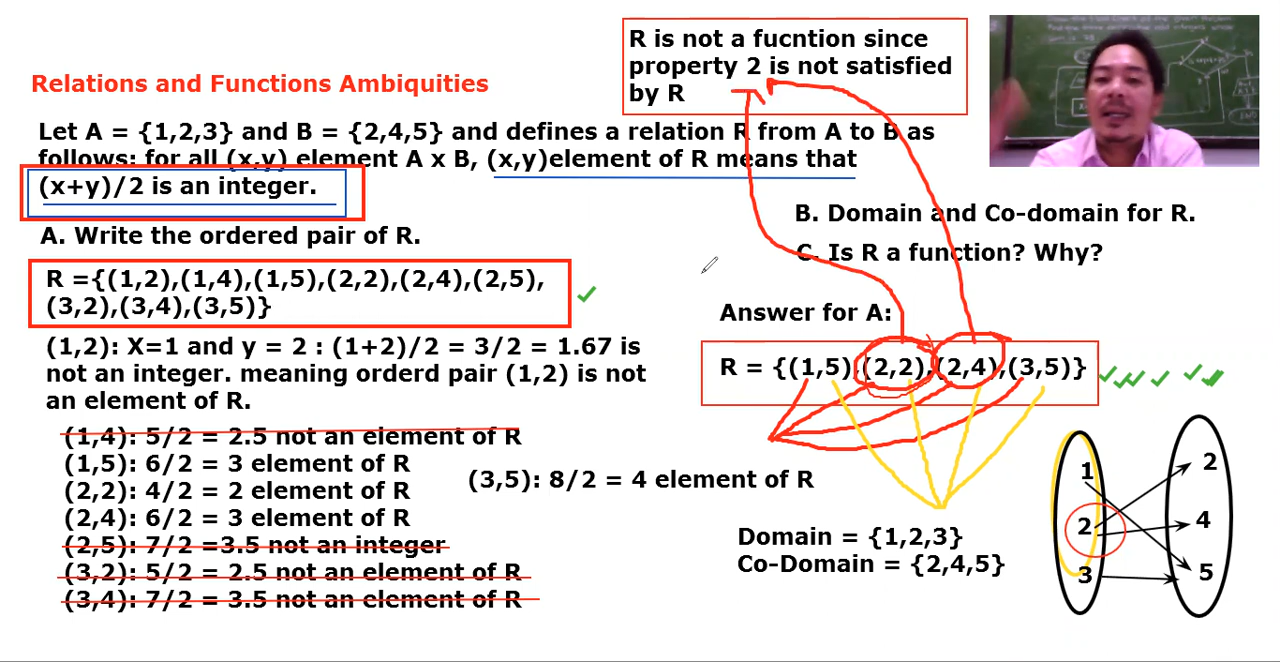 R is not a fucntion since
property 2 is not satisfied
by R
Relations and Functions Ambiquities
Let A = {1,2,3} and B = {2,4,5} and defines a relation R from A to B as
follows: for all (x,y) element A x B, (x,y)element of R means that
(x+y)/2 is an integer.
A. Write the ordered pair of R.
B. Domain and Co-domain for R.
C. Is R a function? Why?
R ={(1,2),(1,4),(1,5),(2,2),(2,4),(2,5),
(3,2),(3,4),(3,5)}
(1,2): X=1 and y = 2 : (1+2)/2 = 3/2 = 1.67 is
not an integer. meaning orderd pair (1,2) is not
an element of R.
(1,4): 5/2 = 2.5 not an element of R
(1,5): 6/2 = 3 element of R
(2,2): 4/2 = 2 element of R
(2,4): 6/2 = 3 element of R
(2,5): 7/2 =3.5 not an integer
(3,2): 5/2 = 2.5 not an element of R
(3,4): 7/2 = 3.5 not an element of R
(3,5): 8/2 = 4 element of R
Answer for A:
R = {(1,5),(2,2),(2,4),(3,5)}
Domain = {1,2,3}
Co-Domain = {2,4,5}
1
2
3
2
4
5